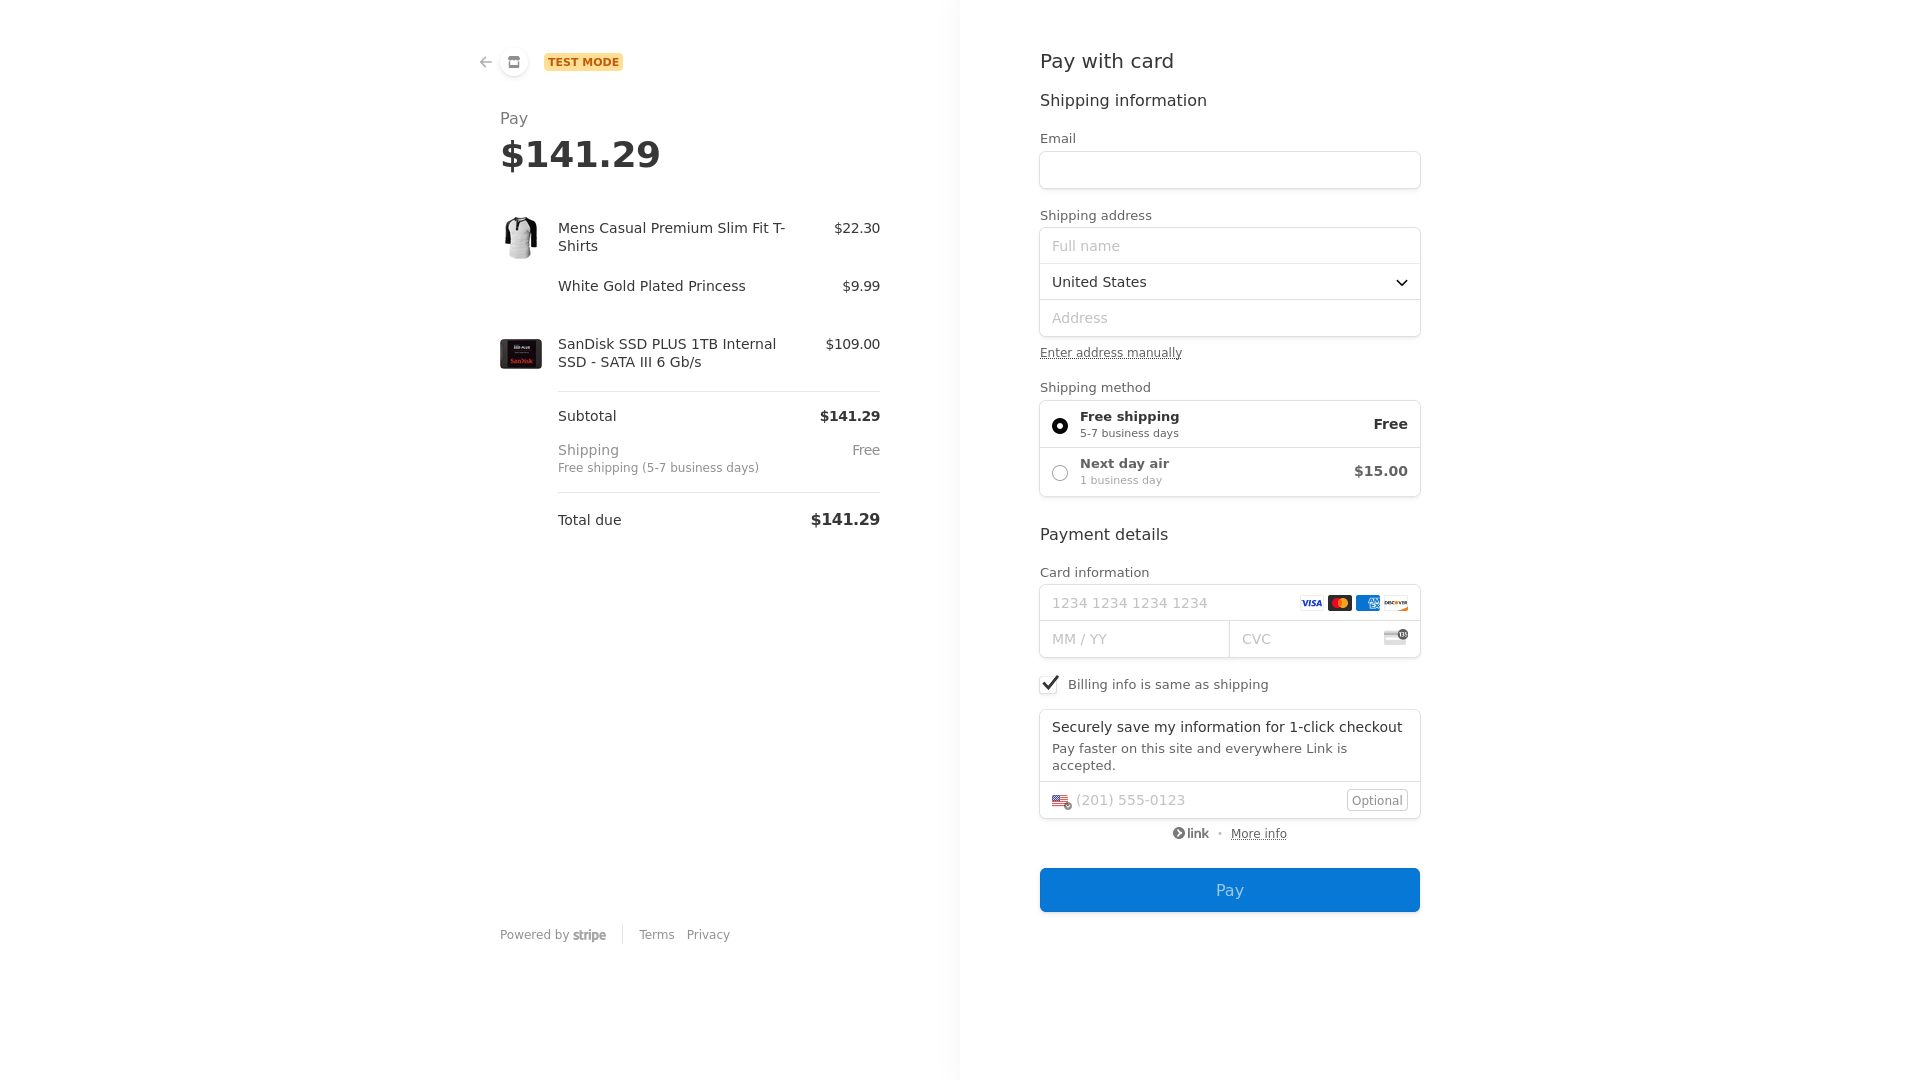 TEST MODE
Pay
$141.29
Mens Casual Premium Slim Fit T-
Shirts
$22.30
White Gold Plated Princess
$9.99
SanDisk SSD PLUS 1TB Internal
SSD - SATA III 6 Gb/s
$109.00
Subtotal
$141.29
Shipping
Free
Free shipping (5-7 business days)
Total due
$141.29
Powered by stripe
Terms
Privacy
Pay with card
Shipping information
Email
Shipping address
Full name
United States
Address
Enter address manually
Shipping method
Free shipping
5-7 business days
Free
Next day air
1 business day
$15.00
Payment details
Card information
1234 1234 1234 1234
VISA
AMEX
DISCOVER
MM / YY
CVC
135
Billing info is same as shipping
Securely save my information for 1-click checkout
Pay faster on this site and everywhere Link is
accepted.
(201) 555-0123
Optional
link • More info
Pay